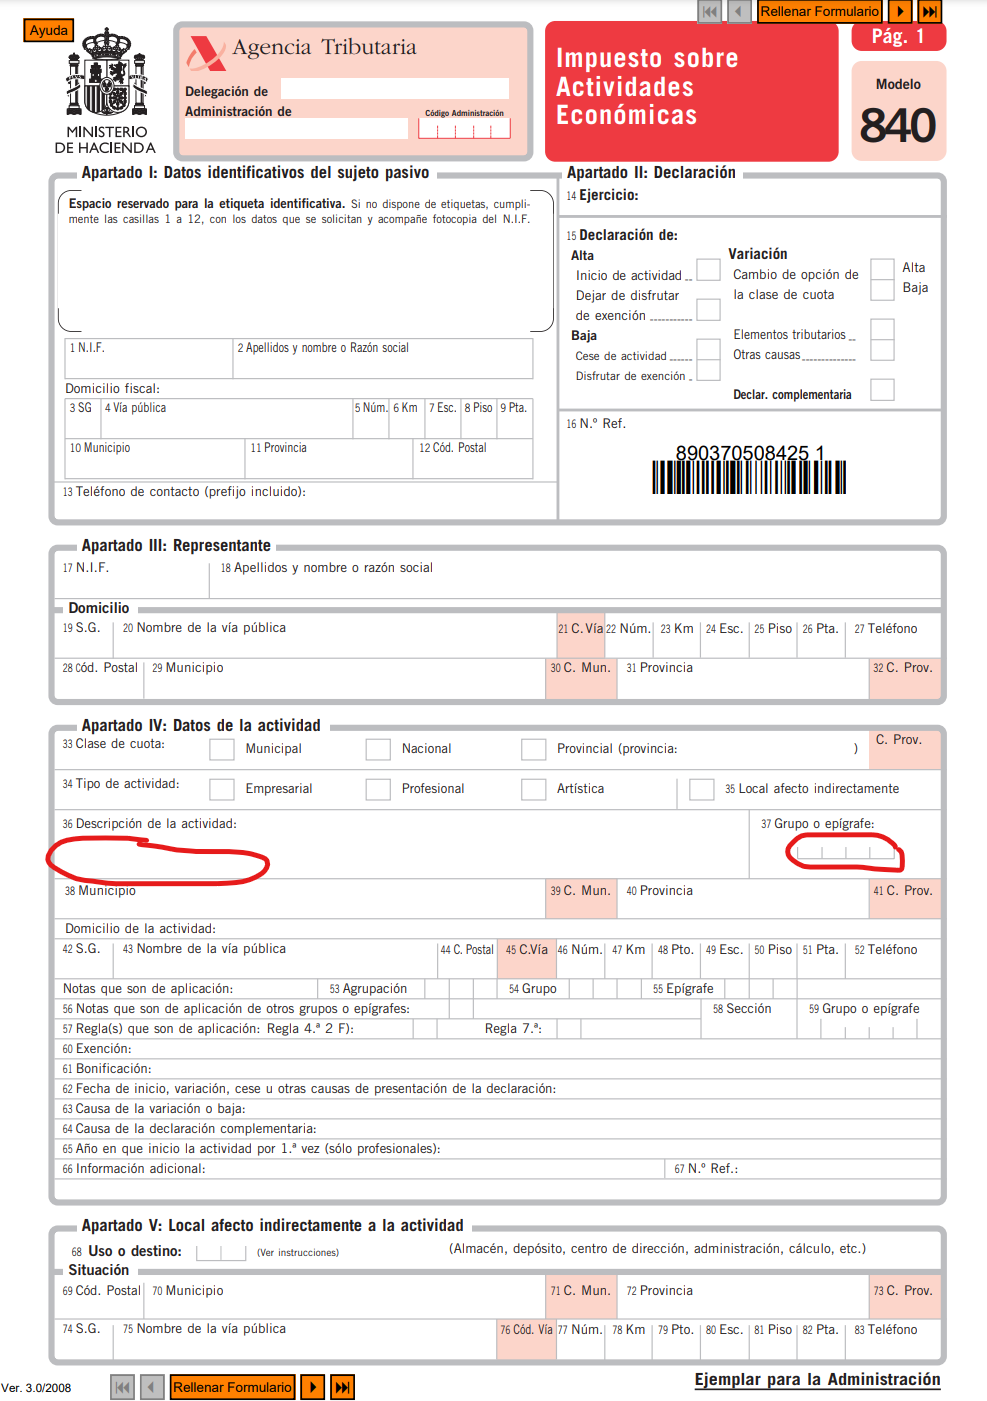 Ayuda
Rellenar Formulario
MINISTERIO
DE HACIENDA
Agencia Tributaria
Delegación de
Administración de
Código Administración
Impuesto sobre
Actividades
Económicas
Pág. 1
Modelo
840
Apartado I: Datos identificativos del sujeto pasivo
Espacio reservado para la etiqueta identificativa. Si no dispone de etiquetas, cumpli-
mente las casillas 1 a 12, con los datos que se solicitan y acompañe fotocopia del N.I.F.
1 N.I.F.
2 Apellidos y nombre o Razón social
Domicilio fiscal:
3 SG
4 Vía pública
5 Núm.
6 Km
7 Esc.
8 Piso
9 Pta.
10 Municipio
11 Provincia
12 Cód. Postal
13 Teléfono de contacto (prefijo incluido):
Apartado II: Declaración
14 Ejercicio:
15 Declaración de:
Alta
Inicio de actividad
Dejar de disfrutar
de exención
Baja
Cese de actividad
Disfrutar de exención
Variación
Cambio de opción de
la clase de cuota
Alta
Baja
Elementos tributarios
Otras causas
Declar. complementaria
16 N.º Ref.
890370508425 1
Apartado III: Representante
17 N.I.F.
18 Apellidos y nombre o razón social
Domicilio
19 S.G.
20 Nombre de la vía pública
21 C. Vía
22 Núm.
23 Km
24 Esc.
25 Piso
26 Pta.
27 Teléfono
28 Cód. Postal
29 Municipio
30 C. Mun.
31 Provincia
32 C. Prov.
Apartado IV: Datos de la actividad
33 Clase de cuota:
Municipal
Nacional
Provincial (provincia: )
C. Prov.
34 Tipo de actividad:
Empresarial
Profesional
Artística
35 Local afecto indirectamente
36 Descripción de la actividad:
37 Grupo o epígrafe:
38 Municipio
39 C. Mun.
40 Provincia
41 C. Prov.
Domicilio de la actividad:
42 S.G.
43 Nombre de la vía pública
44 C. Postal
45 C.Vía
46 Núm.
47 Km
48 Pto.
49 Esc.
50 Piso
51 Pta.
52 Teléfono
Notas que son de aplicación:
53 Agrupación
54 Grupo
55 Epígrafe
56 Notas que son de aplicación de otros grupos o epígrafes:
58 Sección
59 Grupo o epígrafe
57 Regla(s) que son de aplicación: Regla 4.ª 2 F):
Regla 7.ª:
60 Exención:
61 Bonificación:
62 Fecha de inicio, variación, cese u otras causas de presentación de la declaración:
63 Causa de la variación o baja:
64 Causa de la declaración complementaria:
65 Año en que inicio la actividad por 1.ª vez (sólo profesionales):
66 Información adicional:
67 N.º Ref.:
Apartado V: Local afecto indirectamente a la actividad
68 Uso o destino:
(Ver instrucciones)
(Almacén, depósito, centro de dirección, administración, cálculo, etc.)
Situación
69 Cód. Postal
70 Municipio
71 C. Mun.
72 Provincia
73 C. Prov.
74 S.G.
75 Nombre de la vía pública
76 Cód. Vía
77 Núm.
78 Km
79 Pto.
80 Esc.
81 Piso
82 Pta.
83 Teléfono
Ver. 3.0/2008
Rellenar Formulario
Ejemplar para la Administración